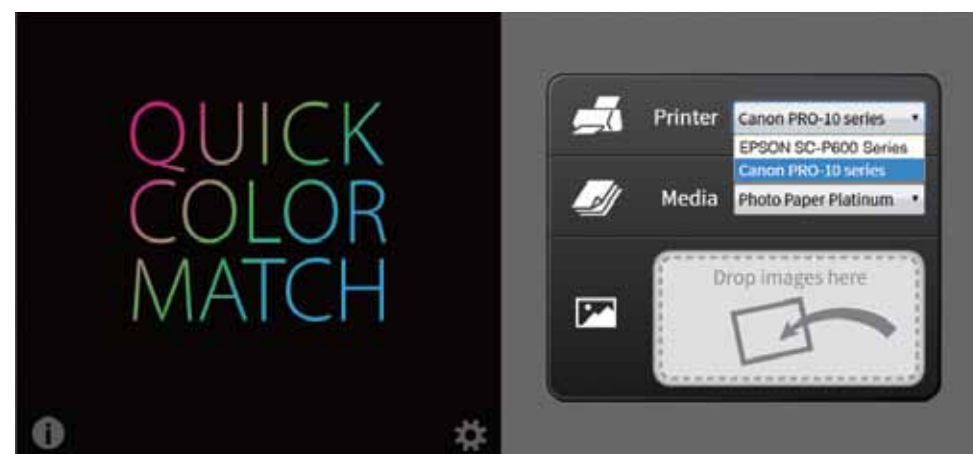 QUICK
COLOR
MATCH
Printer
Canon PRO-10 series
EPSON SC-P600 Series
Canon PRO-10 series
Media
Photo Paper Platinum
Drop images here